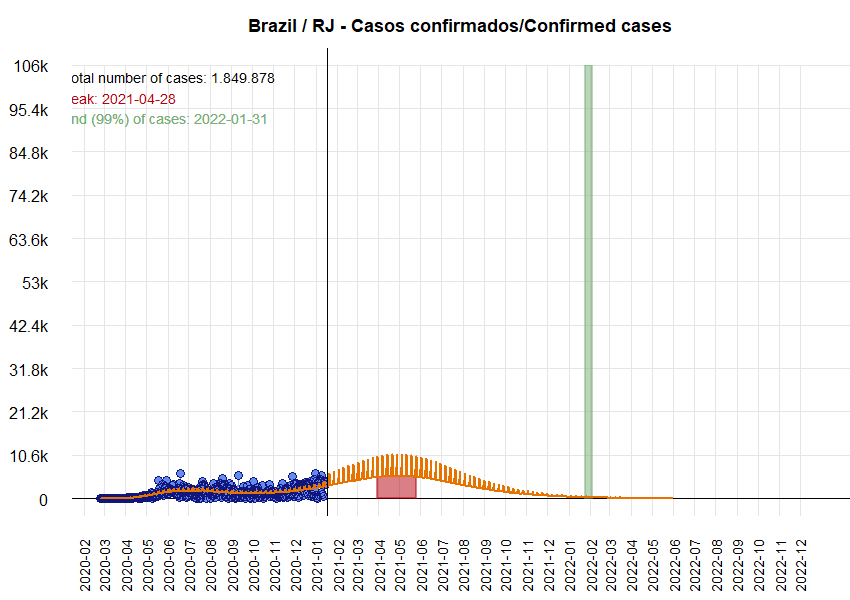 Brazil / RJ - Casos confirmados/Confirmed cases
106k
otal number of cases: 1.849.878
eak: 2021-04-28
95.4k
nd (99%) of cases: 2022-01-31
84.8k
74.2k
63.6k
53k
42.4k
31.8k
21.2k
10.6k
0
2020-02
2020-03
2020-04
2020-05
2020-06
2020-07
2020-08
2020-09
2020-10
2020-11
2020-12
2021-01
2021-02
2021-03
2021-04
2021-05
2021-06
2021-07
2021-08
2021-09
2021-10
2021-11
2021-12
2022-01
2022-02
2022-03
2022-04
2022-05
2022-06
2022-07
2022-08
2022-09
2022-10
2022-11
2022-12